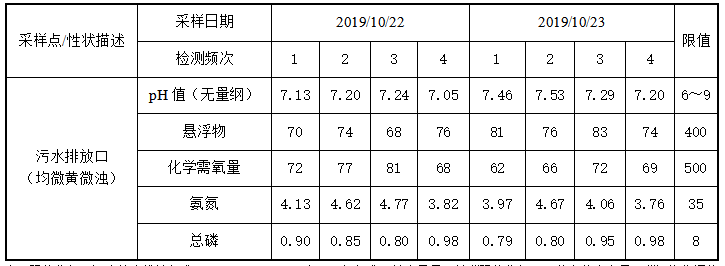 采样点/性状描述 采样日期 2019/10/22 2019/10/23 限值
检测频次 1 2 3 4 1 2 3 4
污水排放口
(均微黄微浊)
pH 值（无量纲） 7.13 7.20 7.24 7.05 7.46 7.53 7.29 7.20 6～9
悬浮物 70 74 68 76 81 76 83 74 400
化学需氧量 72 77 81 68 62 66 72 69 500
氨氮 4.13 4.62 4.77 3.82 3.97 4.67 4.06 3.76 35
总磷 0.90 0.85 0.80 0.98 0.79 0.80 0.95 0.98 8